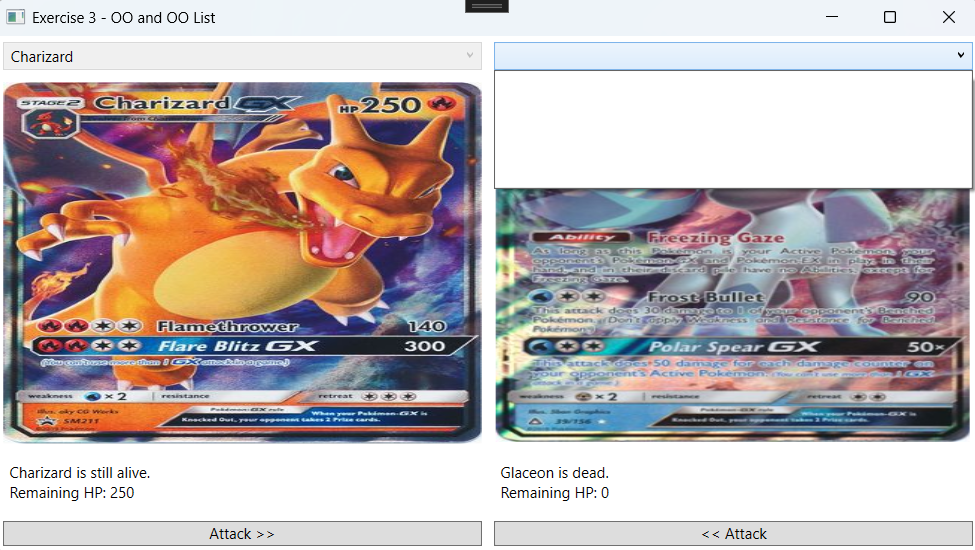 Exercise 3 - OO and OO List
Charizard
STAGE 2 Charizard GX HP 250
Flamethrower 140
Flare Blitz GX 300
(You can't use more than 1 GX attack in a game.)
weakness × 2 resistance retreat
Illus. aky CG Works
Pokémon-GX rule
When your Pokémon-GX is
Knocked Out, your opponent takes 2 Prize cards.
SM211
Ability Freezing Gaze
As long as this Pokémon is your Active Pokémon, your
opponent's Pokémon-GX and Pokémon-EX in play, in their
hand, and in their discard pile have no Abilities, except for
Freezing Gaze.
Frost Bullet 90
This attack does 30 damage to 1 of your opponent's Benched
Pokémon. (Don't apply Weakness and Resistance for Benched
Pokémon.)
Polar Spear GX 50×
This attack does 50 damage for each damage counter on
your opponent's Active Pokémon. (You can't use more than 1 GX
attack in a game.)
weakness × 2 resistance retreat
Pokémon-GX rule
When your Pokémon-GX is
Knocked Out, your opponent takes 2 Prize cards.
39/156
Charizard is still alive.
Remaining HP: 250
Glaceon is dead.
Remaining HP: 0
Attack >>
<< Attack